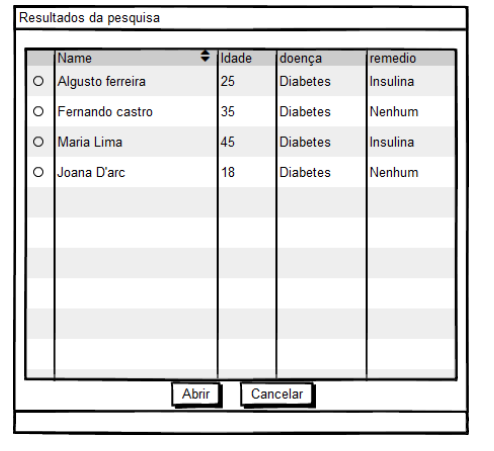 Resultados da pesquisa
Name Idade doença remedio
Algusto ferreira 25 Diabetes Insulina
Fernando castro 35 Diabetes Nenhum
Maria Lima 45 Diabetes Insulina
Joana D'arc 18 Diabetes Nenhum
Abrir Cancelar